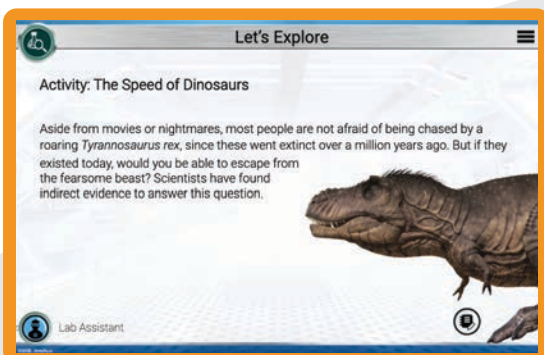 Let's Explore
Activity: The Speed of Dinosaurs
Aside from movies or nightmares, most people are not afraid of being chased by a
roaring Tyrannosaurus rex, since these went extinct over a million years ago. But if they
existed today, would you be able to escape from
the fearsome beast? Scientists have found
indirect evidence to answer this question.
Lab Assistant